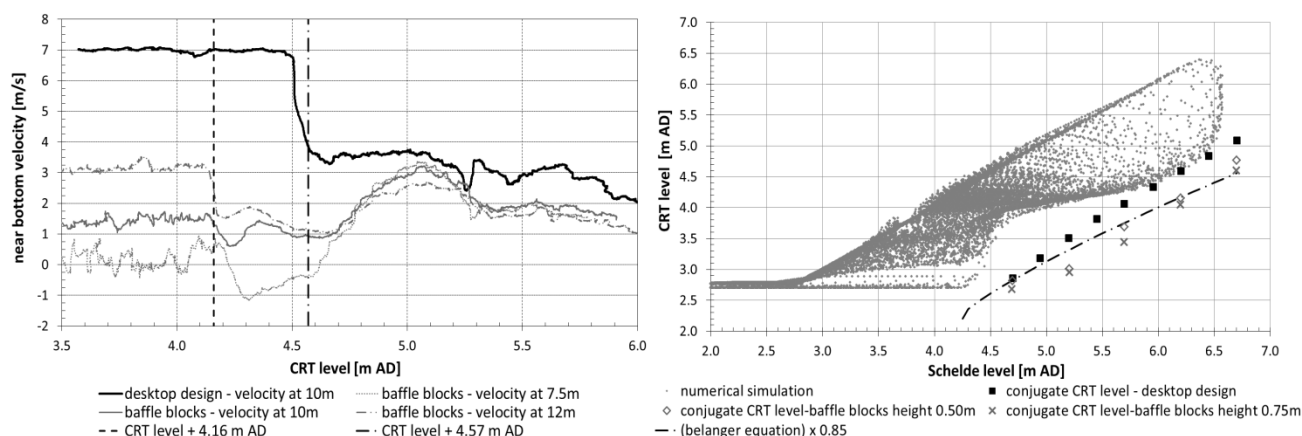 near bottom velocity [m/s]
8
7
6
5
4
3
2
1
0
-1
-2
3.5 4.0 4.5 5.0 5.5 6.0
CRT level [m AD]
desktop design - velocity at 10m
baffle blocks - velocity at 7.5m
baffle blocks - velocity at 10m
baffle blocks - velocity at 12m
CRT level + 4.16 m AD
CRT level + 4.57 m AD
CRT level [m AD]
7.0
6.5
6.0
5.5
5.0
4.5
4.0
3.5
3.0
2.5
2.0
2.0 2.5 3.0 3.5 4.0 4.5 5.0 5.5 6.0 6.5 7.0
Schelde level [m AD]
numerical simulation
conjugate CRT level - desktop design
conjugate CRT level-baffle blocks height 0.50m
conjugate CRT level-baffle blocks height 0.75m
(belanger equation) x 0.85